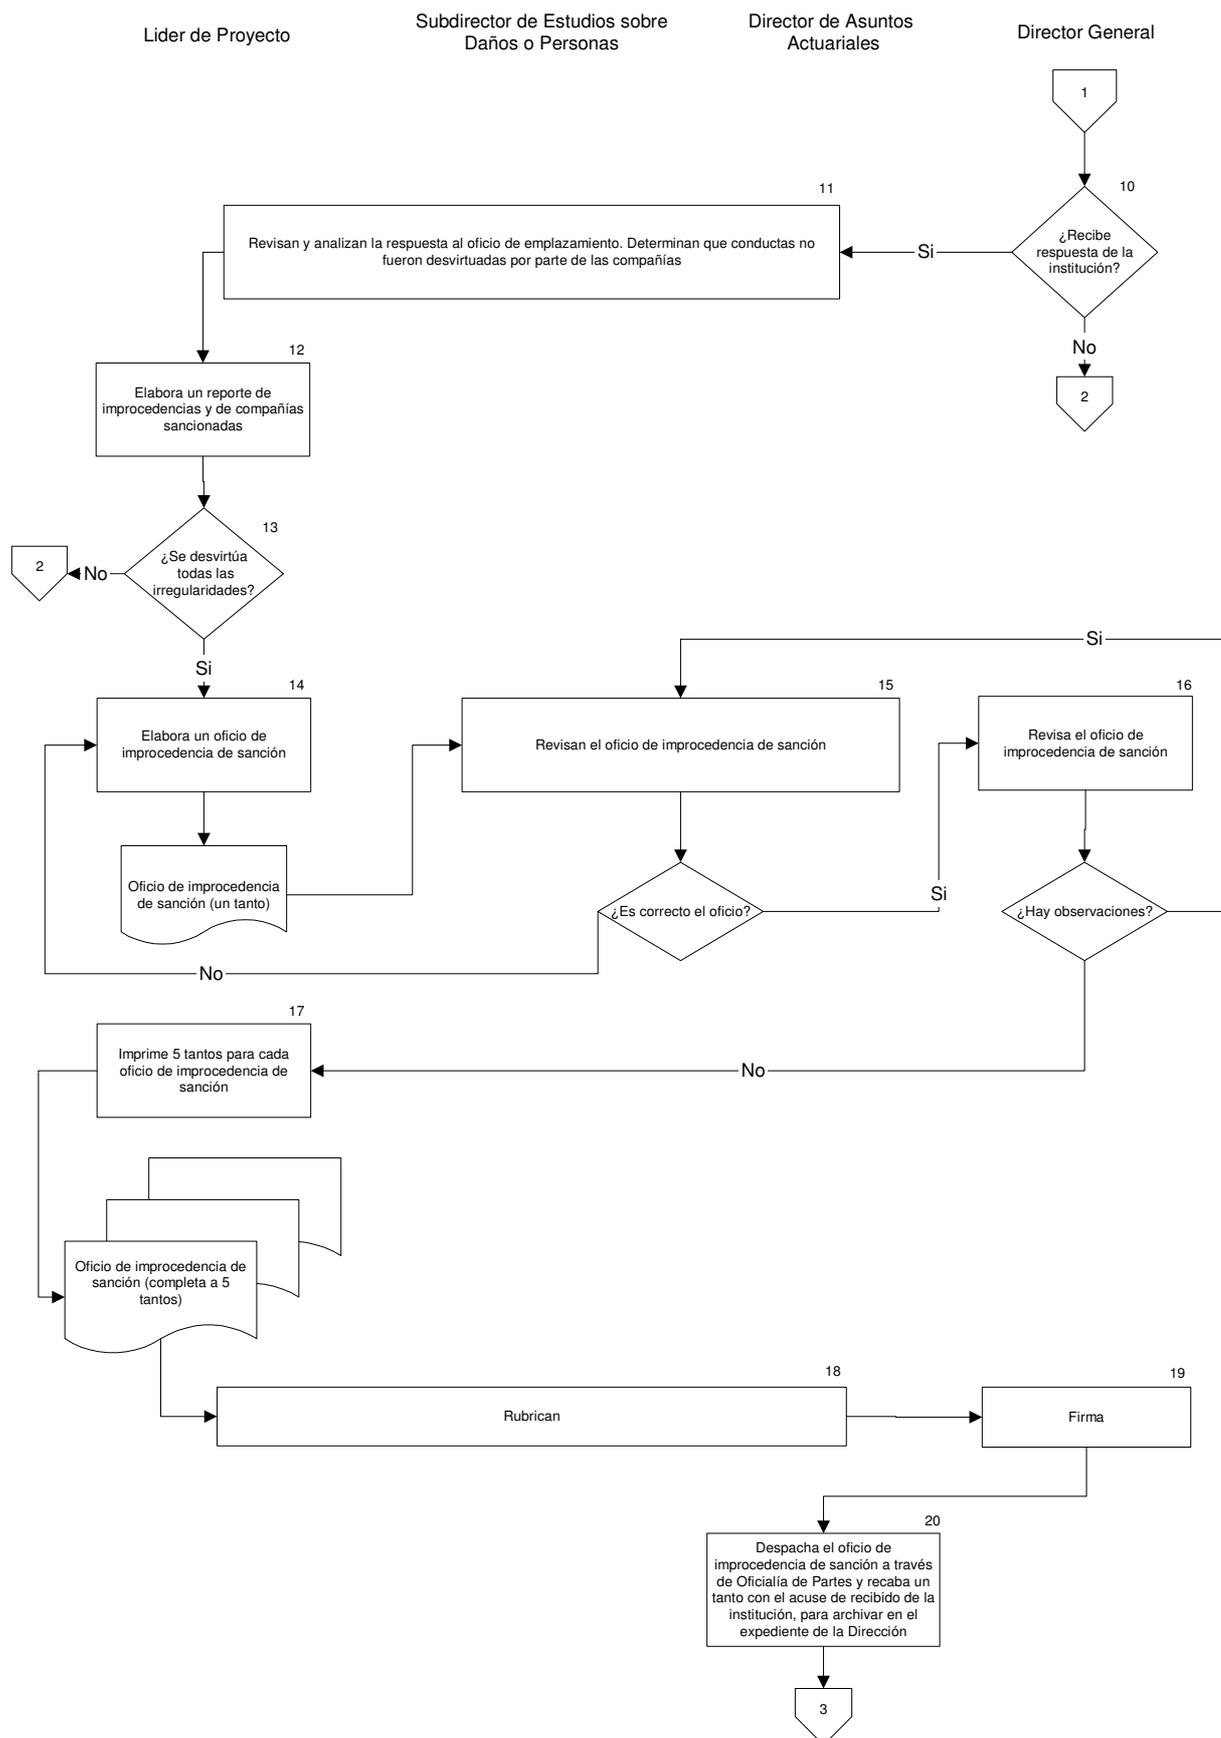 Lider de Proyecto
Subdirector de Estudios sobre
Daños o Personas
Director de Asuntos
Actuariales
Director General
1
10
¿Recibe
respuesta de la
institución?
Si
No
2
11
Revisan y analizan la respuesta al oficio de emplazamiento. Determinan que conductas no
fueron desvirtuadas por parte de las compañías
12
Elabora un reporte de
improcedencias y de compañías
sancionadas
13
¿Se desvirtúa
todas las
irregularidades?
No
2
Si
Si
14
Elabora un oficio de
improcedencia de sanción
15
Revisan el oficio de improcedencia de sanción
16
Revisa el oficio de
improcedencia de sanción
Oficio de improcedencia
de sanción (un tanto)
¿Es correcto el oficio?
Si
¿Hay observaciones?
No
17
Imprime 5 tantos para cada
oficio de improcedencia de
sanción
No
Oficio de improcedencia de
sanción (completa a 5
tantos)
18
Rubrican
19
Firma
20
Despacha el oficio de
improcedencia de sanción a través
de Oficialía de Partes y recaba un
tanto con el acuse de recibido de la
institución, para archivar en el
expediente de la Dirección
3